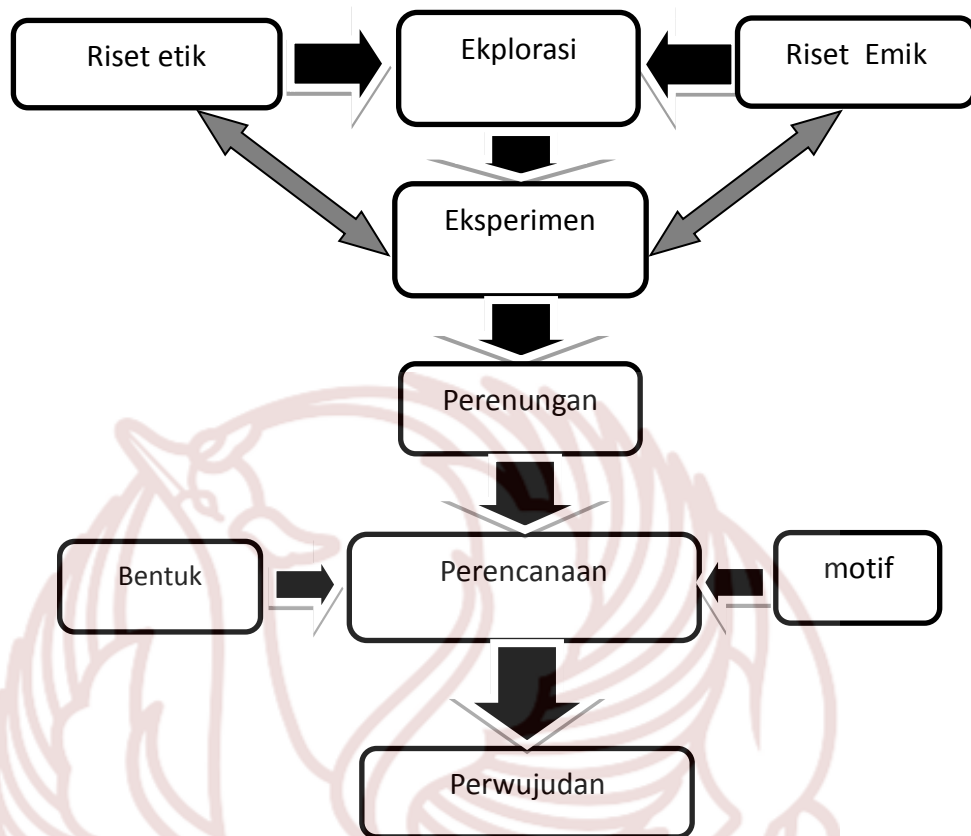 Riset etik
Ekplorasi
Riset Emik
Eksperimen
Perenungan
Bentuk
Perencanaan
motif
Perwujudan